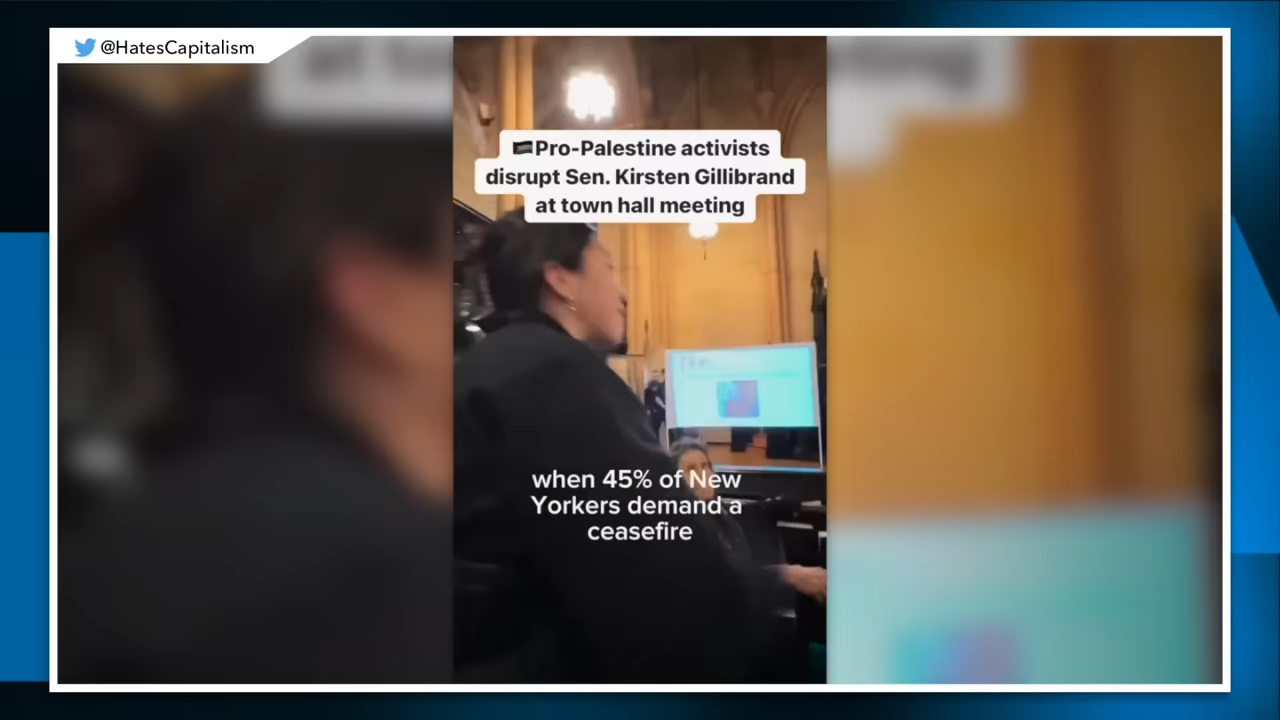 @HatesCapitalism
Pro-Palestine activists
disrupt Sen. Kirsten Gillibrand
at town hall meeting
when 45% of New
Yorkers demand a
ceasefire